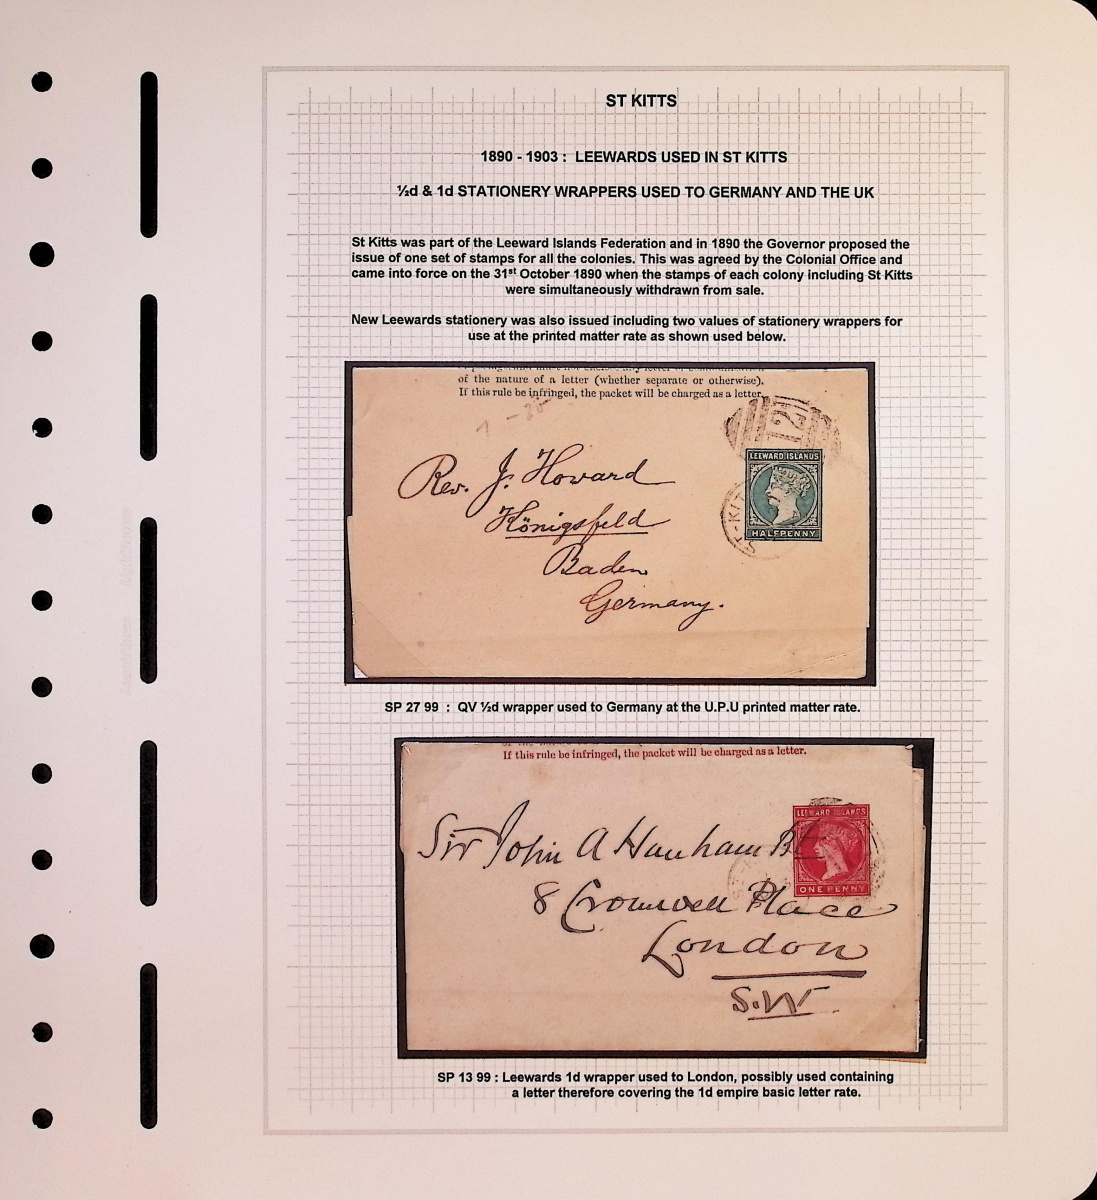 ST KITTS
1890 - 1903 : LEEWARDS USED IN ST KITTS
½d & 1d STATIONERY WRAPPERS USED TO GERMANY AND THE UK
St Kitts was part of the Leeward Islands Federation and in 1890 the Governor proposed the
issue of one set of stamps for all the colonies. This was agreed by the Colonial Office and
came into force on the 31st October 1890 when the stamps of each colony including St Kitts
were simultaneously withdrawn from sale.
New Leewards stationery was also issued including two values of stationery wrappers for
use at the printed matter rate as shown used below.
of the nature of a letter (whether separate or otherwise).
If this rule be infringed, the packet will be charged as a letter.
12
LEEWARD ISLANDS
HALFPENNY
ST-KIT
Rev. J. Howard
Königsfeld
Baden
Germany.
SP 27 99 : QV ½d wrapper used to Germany at the U.P.U printed matter rate.
If this rule be infringed, the packet will be charged as a letter.
LEEWARD ISLANDS
ONE PENNY
Sir John A Hanham Bt
8 Cromwell Place
London
S.W.
SP 13 99 : Leewards 1d wrapper used to London, possibly used containing
a letter therefore covering the 1d empire basic letter rate.